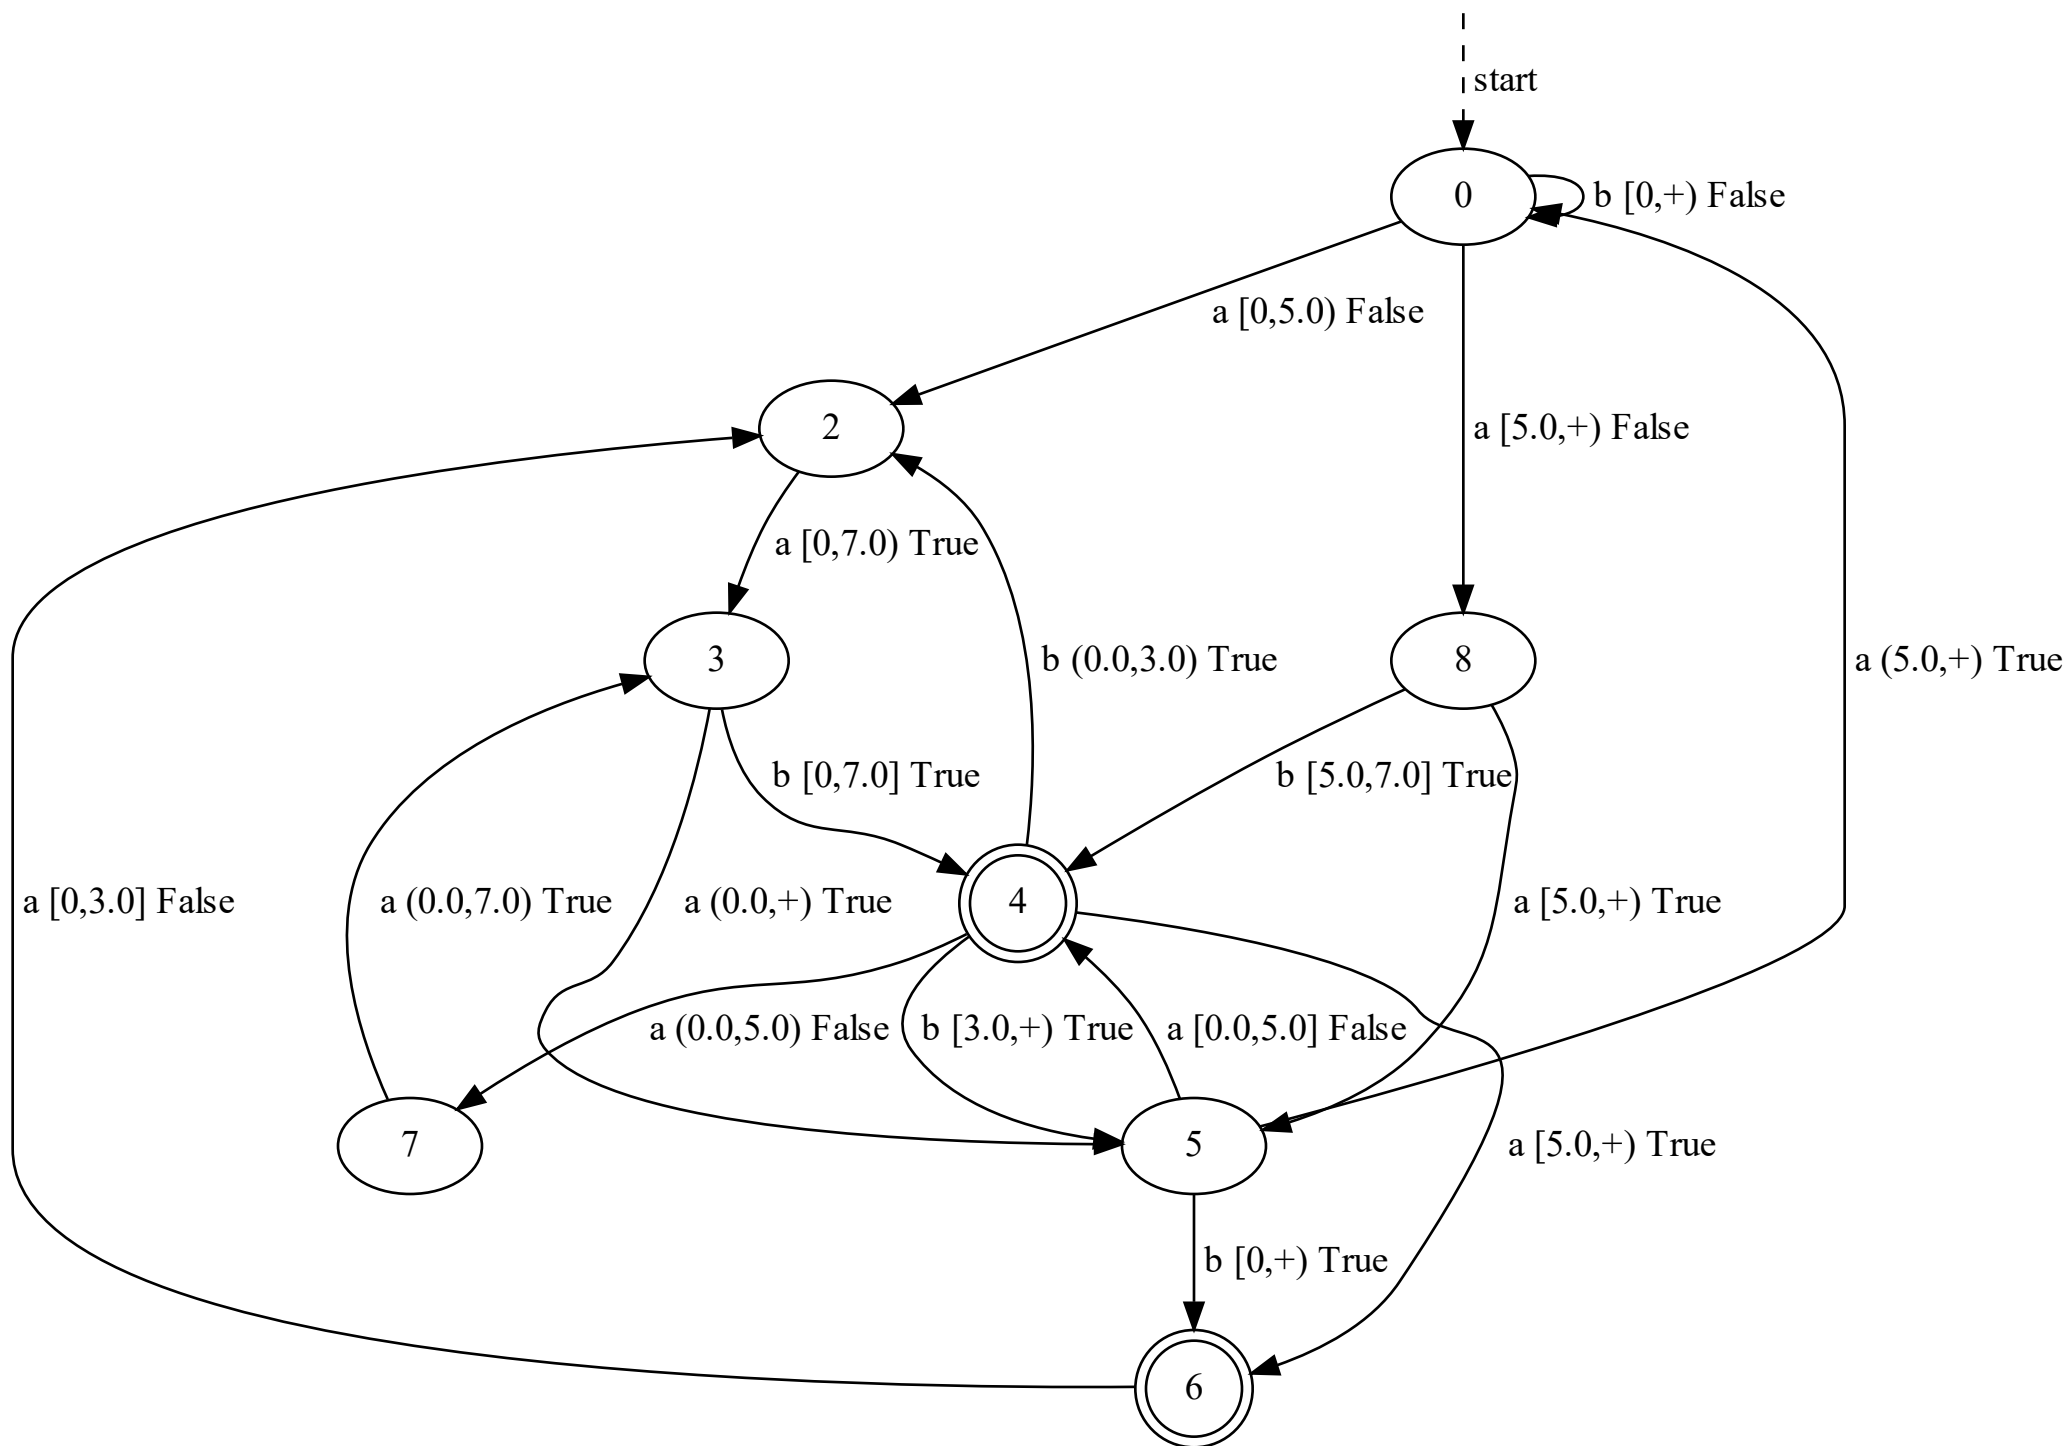 start
0
b [0,+) False
a [0,5.0) False
2
a [5.0,+) False
a [0,7.0) True
3
b (0.0,3.0) True
8
a (5.0,+) True
b [0,7.0] True
b [5.0,7.0] True
a [0,3.0] False
a (0.0,7.0) True
a (0.0,+) True
4
a [5.0,+) True
a (0.0,5.0) False
b [3.0,+) True
a [0.0,5.0] False
7
5
a [5.0,+) True
b [0,+) True
6